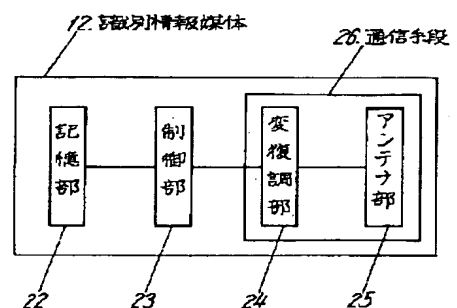 12.識別情報媒体
26.通信手段
記憶部
制御部
変復調部
アンテナ部
22
23
24
25